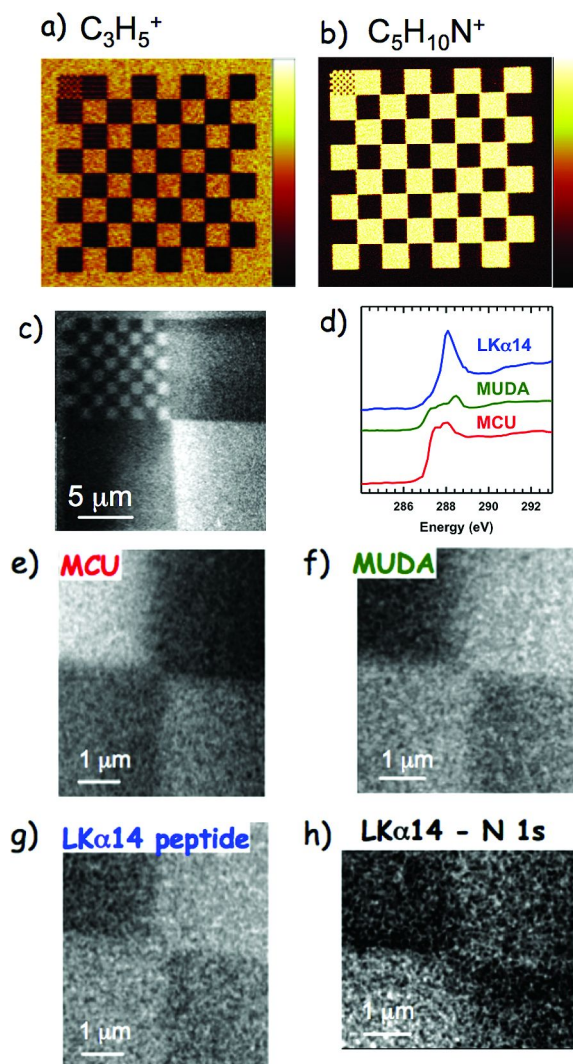 a) C₃H₅⁺
b) C₅H₁₀N⁺
c)
5 μm
d)
LKα14
MUDA
MCU
286 288 290 292
Energy (eV)
e) MCU
1 μm
f) MUDA
1 μm
g) LKα14 peptide
1 μm
h) LKα14 - N 1s
1 μm